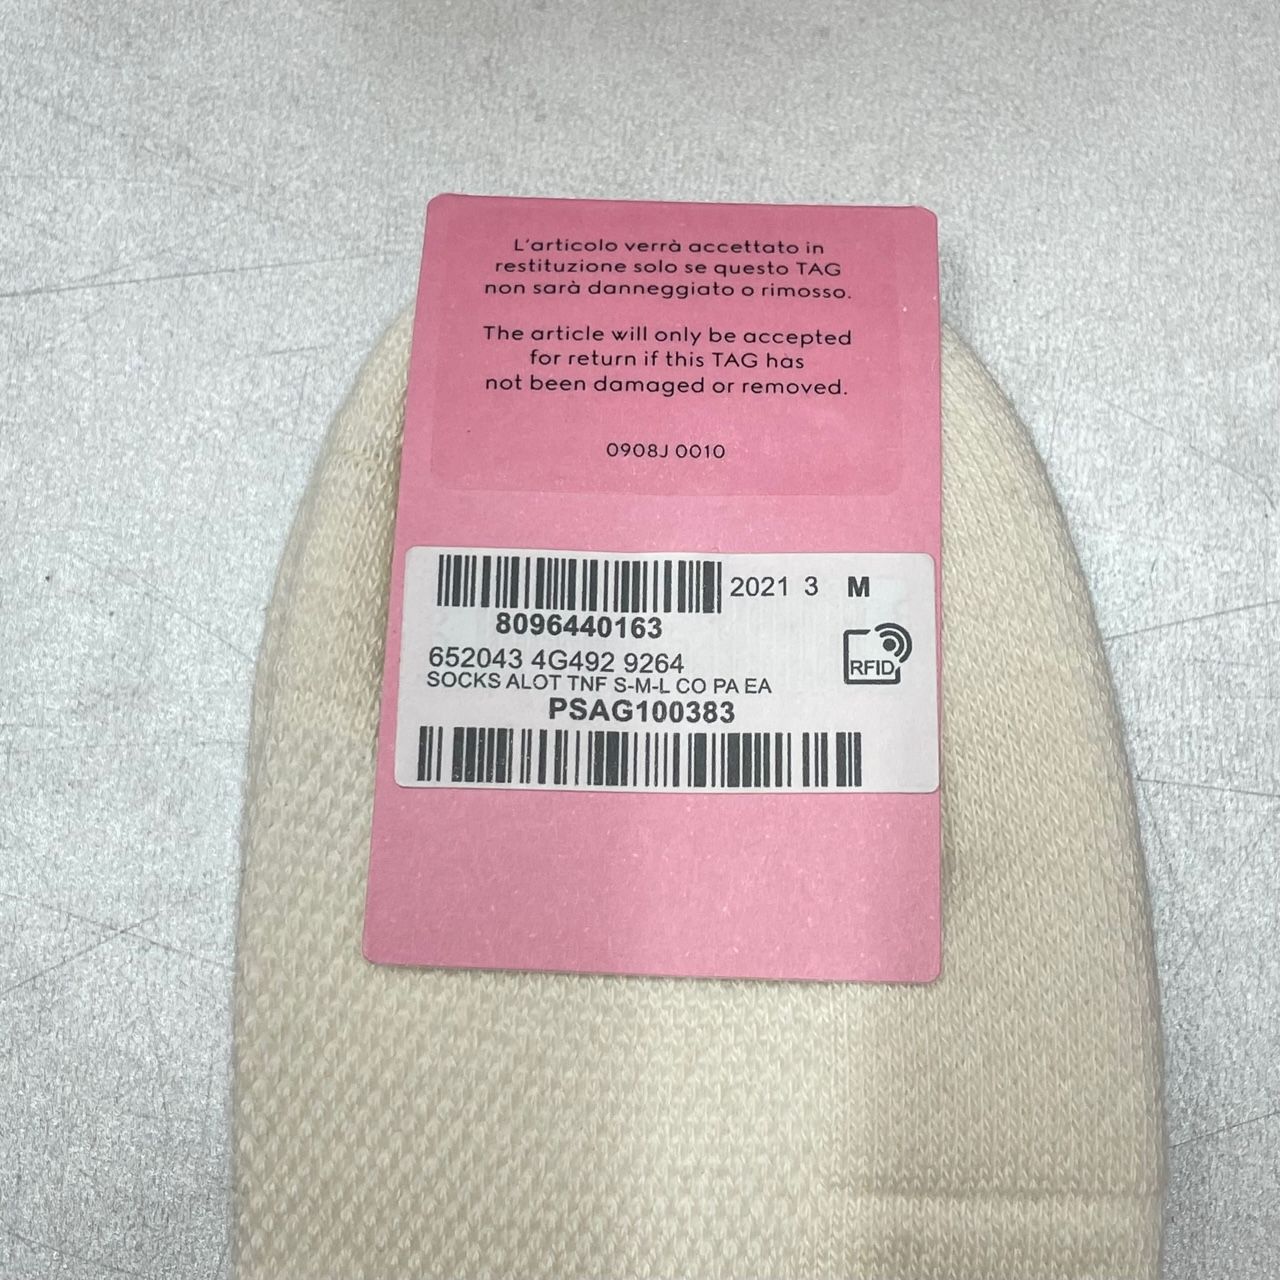 L'articolo verrà accettato in
restituzione solo se questo TAG
non sarà danneggiato o rimosso.
The article will only be accepted
for return if this TAG has
not been damaged or removed.
0908J 0010
2021 3 M
8096440163
652043 4G492 9264
SOCKS ALOT TNF S-M-L CO PA EA
RFID
PSAG100383